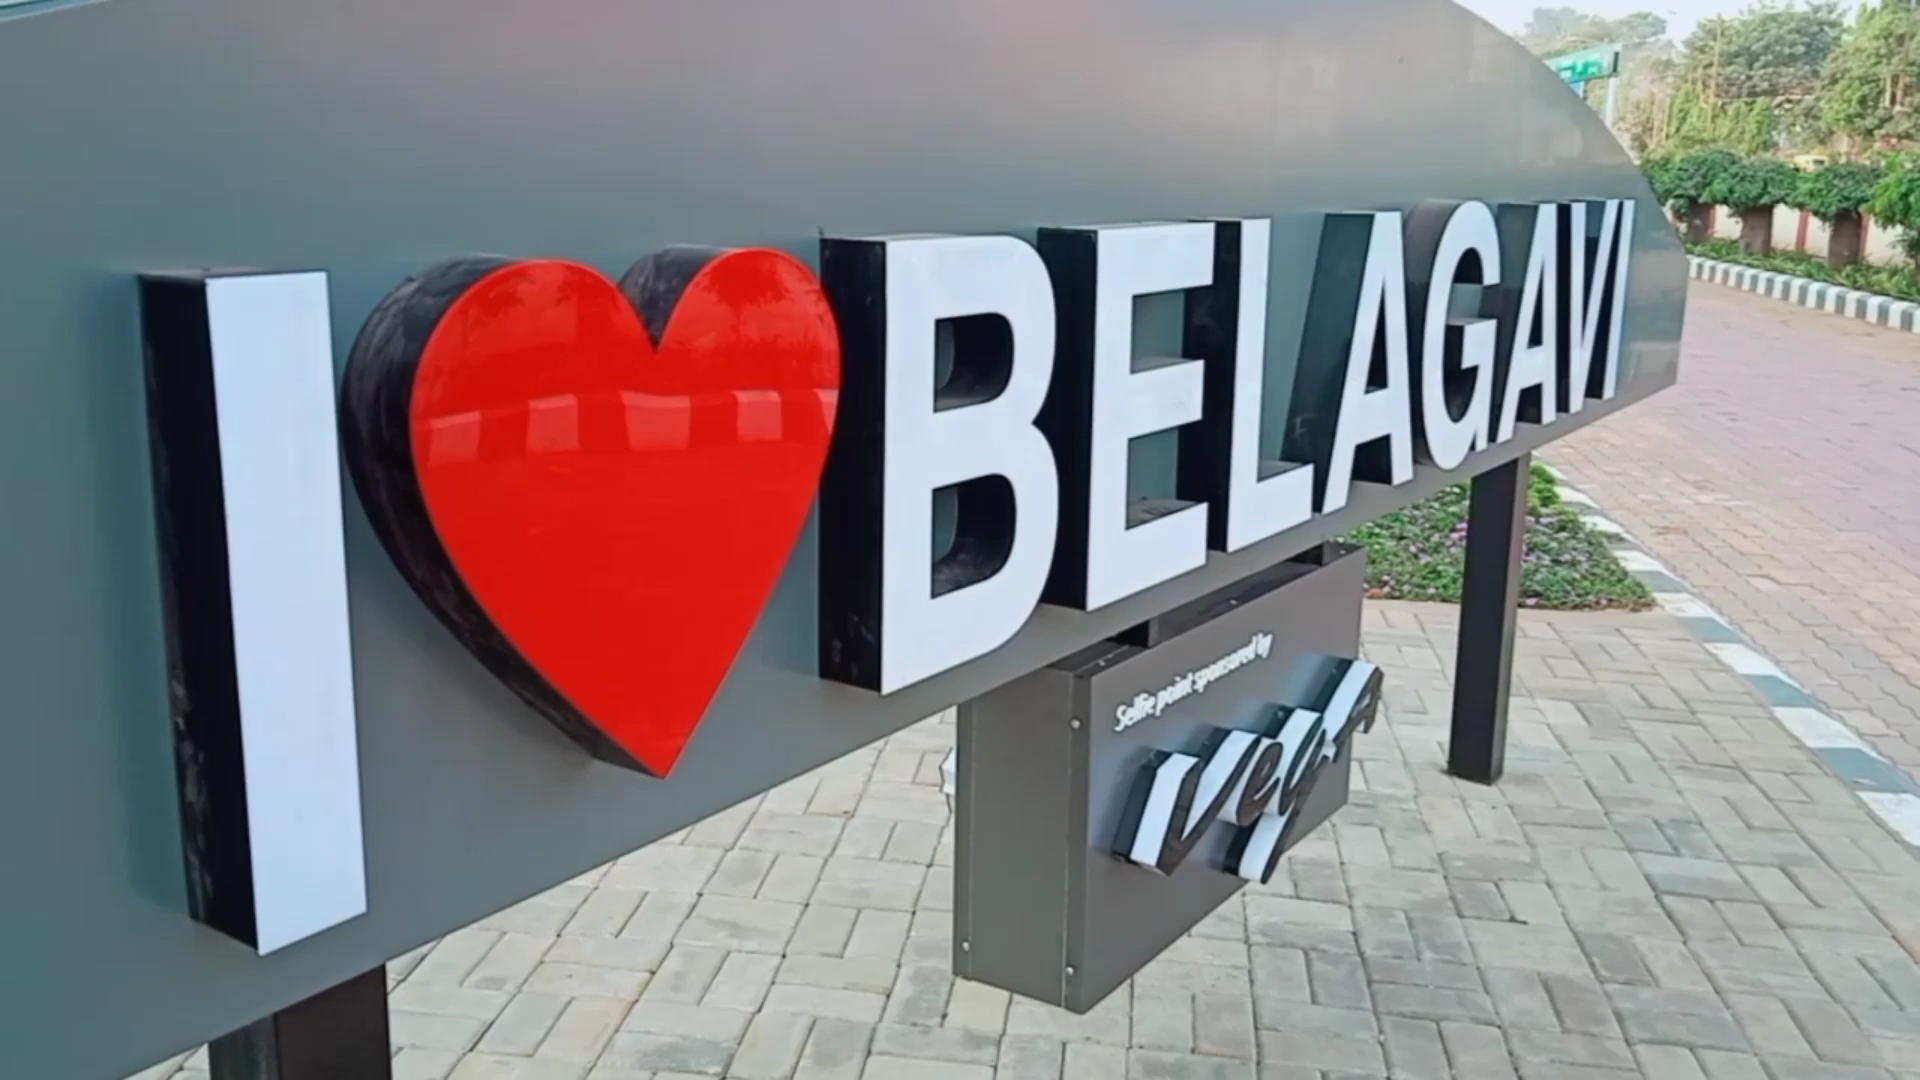 I ❤ BELAGAVI
Selfie point sponsored by
Vega